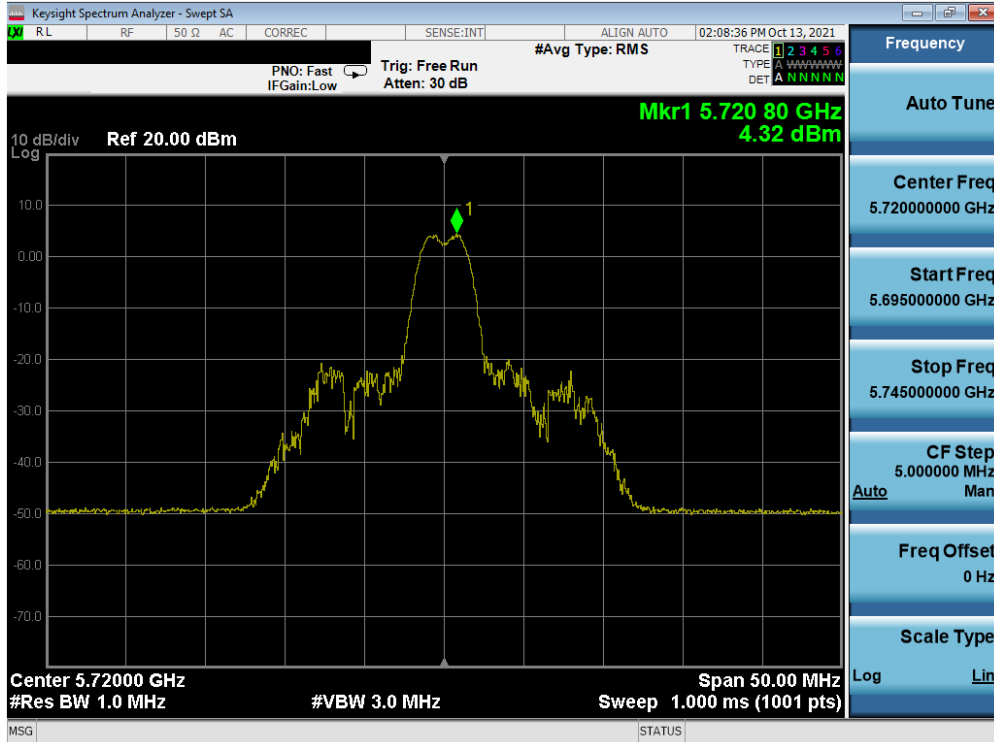 Keysight Spectrum Analyzer - Swept SA
LXI RL RF 50 Ω AC CORREC SENSE:INT ALIGN AUTO 02:08:36 PM Oct 13, 2021
#Avg Type: RMS
TRACE 1 2 3 4 5 6
PNO: Fast Trig: Free Run
TYPE A WWWWW
IFGain:Low Atten: 30 dB
DET A N N N N N
Mkr1 5.720 80 GHz
4.32 dBm
10 dB/div Ref 20.00 dBm
Log
1
10.0
0.00
-10.0
-20.0
-30.0
-40.0
-50.0
-60.0
-70.0
Center 5.72000 GHz Span 50.00 MHz
#Res BW 1.0 MHz #VBW 3.0 MHz Sweep 1.000 ms (1001 pts)
MSG STATUS
Frequency
Auto Tune
Center Freq
5.720000000 GHz
Start Freq
5.695000000 GHz
Stop Freq
5.745000000 GHz
CF Step
5.000000 MHz
Auto Man
Freq Offset
0 Hz
Scale Type
Log Lin